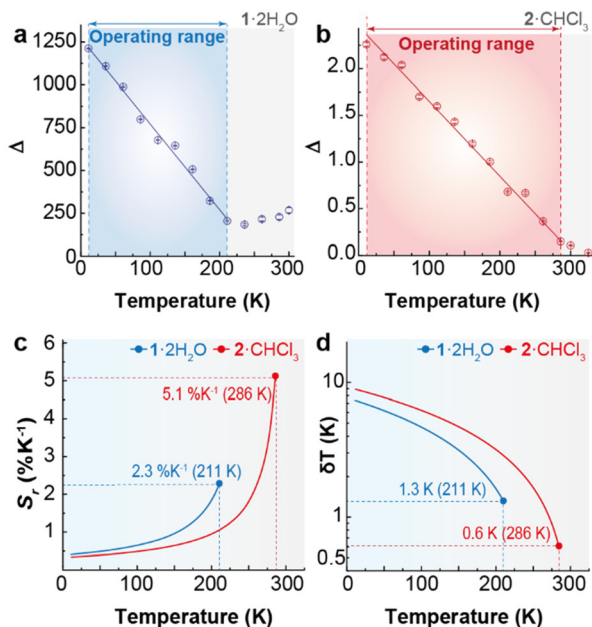 a
1·2H₂O
Operating range
1250
1000
750
500
250
0
Δ
0
100
200
300
Temperature (K)
b
2·CHCl₃
Operating range
2.0
1.5
1.0
0.5
0.0
Δ
0
100
200
300
Temperature (K)
c
1·2H₂O
2·CHCl₃
6
5
4
3
2
1
0
Sᵣ (%K⁻¹)
5.1 %K⁻¹ (286 K)
2.3 %K⁻¹ (211 K)
0
100
200
300
Temperature (K)
d
1·2H₂O
2·CHCl₃
10
1
0.5
δT
1.3 K (211 K)
0.6 K (286 K)
0
100
200
300
Temperature (K)